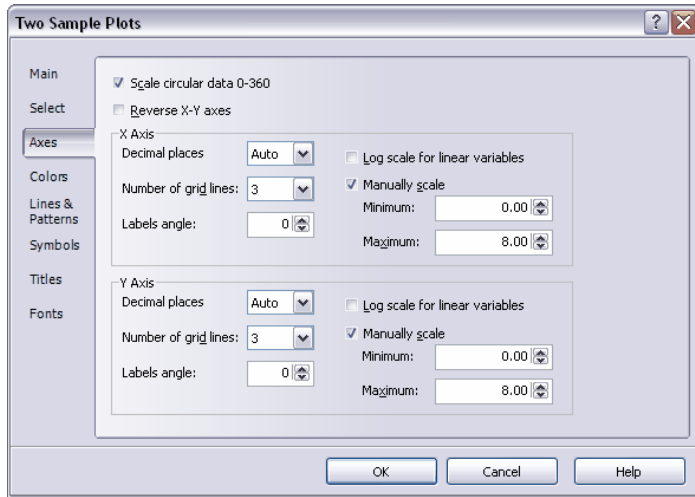 Two Sample Plots
Main
Select
Axes
Colors
Lines &
Patterns
Symbols
Titles
Fonts
Scale circular data 0-360
Reverse X-Y axes
X Axis
Decimal places Auto
Log scale for linear variables
Number of grid lines: 3
Manually scale
Minimum: 0.00
Labels angle: 0
Maximum: 8.00
Y Axis
Decimal places Auto
Log scale for linear variables
Number of grid lines: 3
Manually scale
Minimum: 0.00
Labels angle: 0
Maximum: 8.00
OK Cancel Help